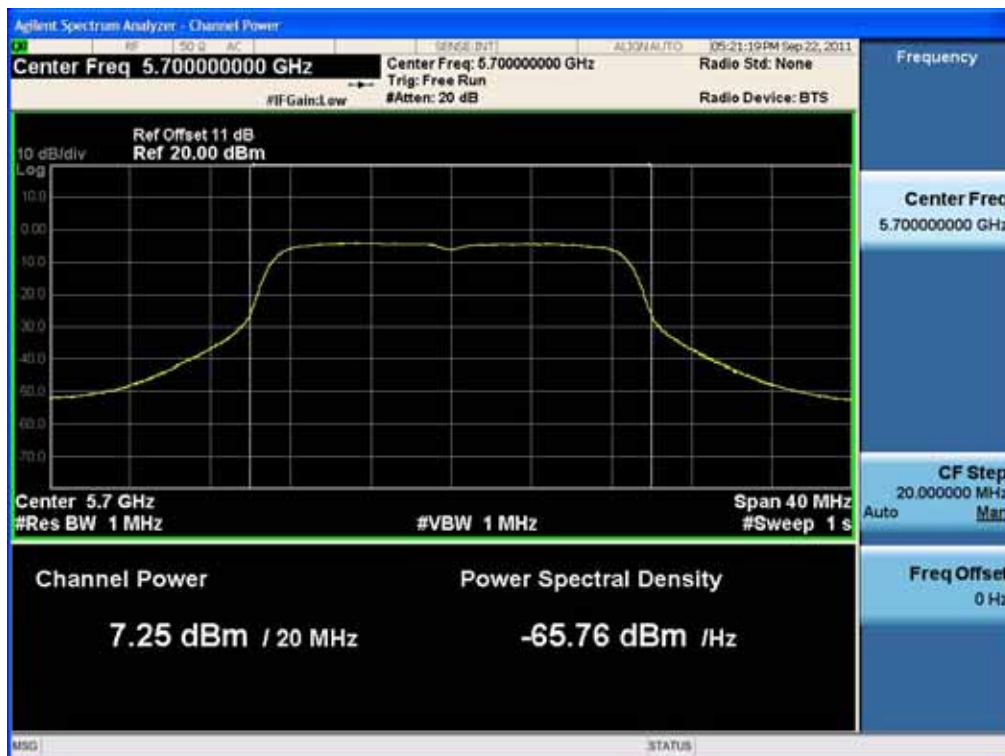 Agilent Spectrum Analyzer - Channel Power
RF 50 Ω AC SENSE:INT ALIGNAUTO 05:21:19 PM Sep 22, 2011
Center Freq 5.700000000 GHz
Center Freq: 5.700000000 GHz
Radio Std: None
Trig: Free Run
#IFGain:Low
#Atten: 20 dB
Radio Device: BTS
Ref Offset 11 dB
10 dB/div Ref 20.00 dBm
Log
10.0
0.00
-10.0
-20.0
-30.0
-40.0
-50.0
-60.0
-70.0
Center 5.7 GHz
Span 40 MHz
#Res BW 1 MHz
#VBW 1 MHz
#Sweep 1 s
Channel Power
Power Spectral Density
7.25 dBm / 20 MHz
-65.76 dBm /Hz
MSG
STATUS
Frequency
Center Freq
5.700000000 GHz
CF Step
20.000000 MHz
Auto Man
Freq Offset
0 Hz